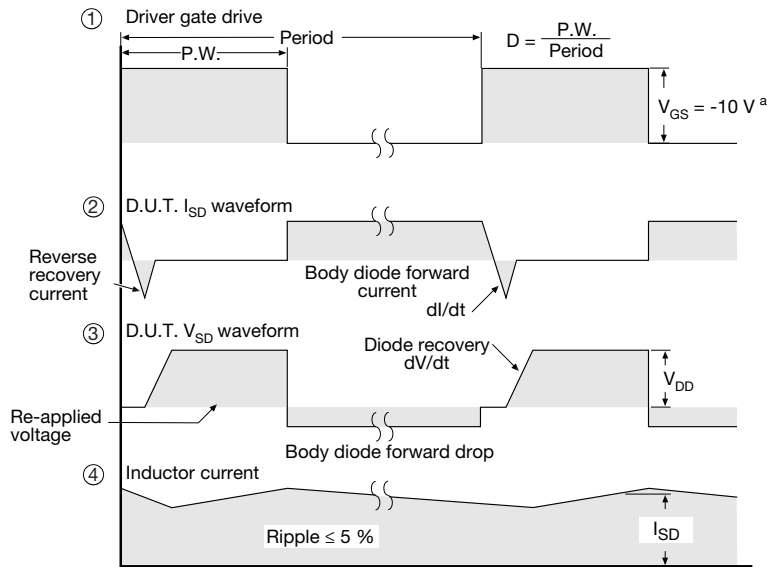 ① Driver gate drive
Period
P.W.
D = P.W. / Period
V_GS = -10 V ᵃ
② D.U.T. I_SD waveform
Reverse
recovery
current
Body diode forward
current
dI/dt
③ D.U.T. V_SD waveform
Diode recovery
dV/dt
V_DD
Re-applied
voltage
Body diode forward drop
④ Inductor current
Ripple ≤ 5 %
I_SD